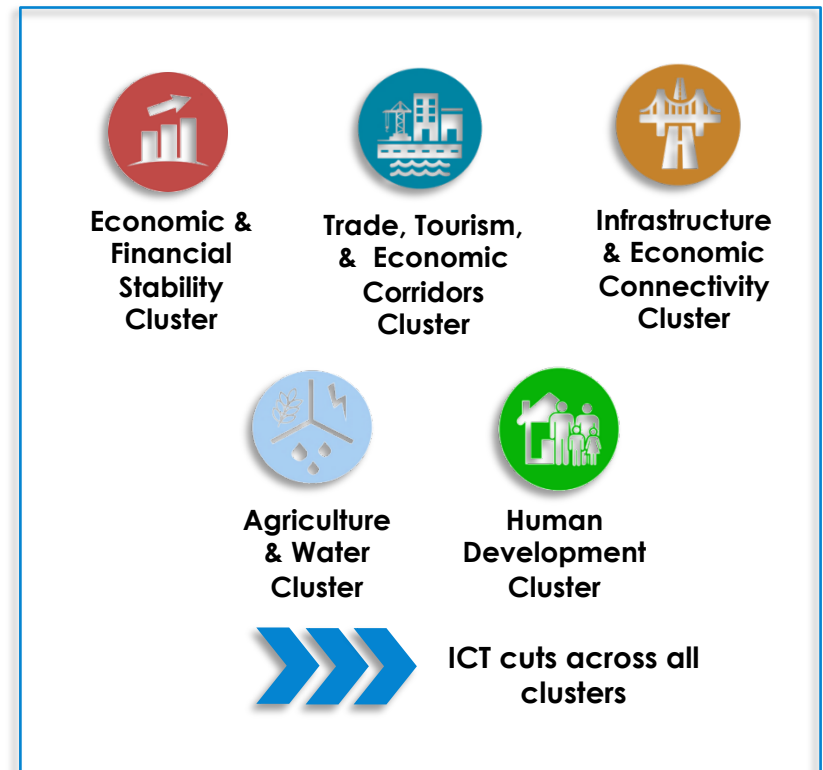 Economic &
Financial
Stability
Cluster
Trade, Tourism,
& Economic
Corridors
Cluster
Infrastructure
& Economic
Connectivity
Cluster
Agriculture
& Water
Cluster
Human
Development
Cluster
ICT cuts across all
clusters